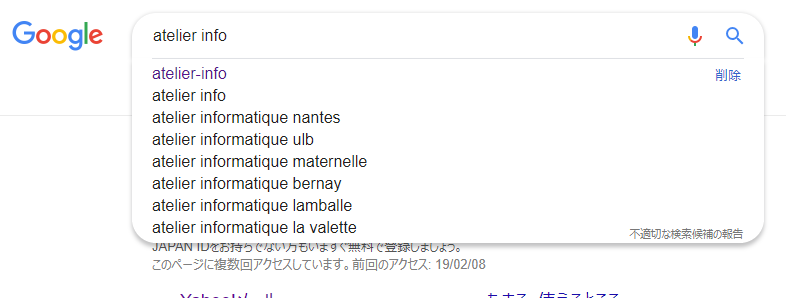 Google
atelier info
atelier-info
削除
atelier info
atelier informatique nantes
atelier informatique ulb
atelier informatique maternelle
atelier informatique bernay
atelier informatique lamballe
atelier informatique la valette
不適切な検索候補の報告
JAPAN IDをお持ちでない方もいますぐ無料で登録しましょう。
このページに複数回アクセスしています。前回のアクセス: 19/02/08